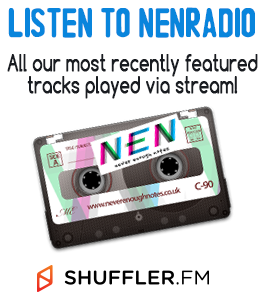 LISTEN TO NENRADIO
All our most recently featured
tracks played via stream!
SIDE
A
NEN
never enough notes
www.neverenoughnotes.co.uk
C-90
SHUFFLER.FM